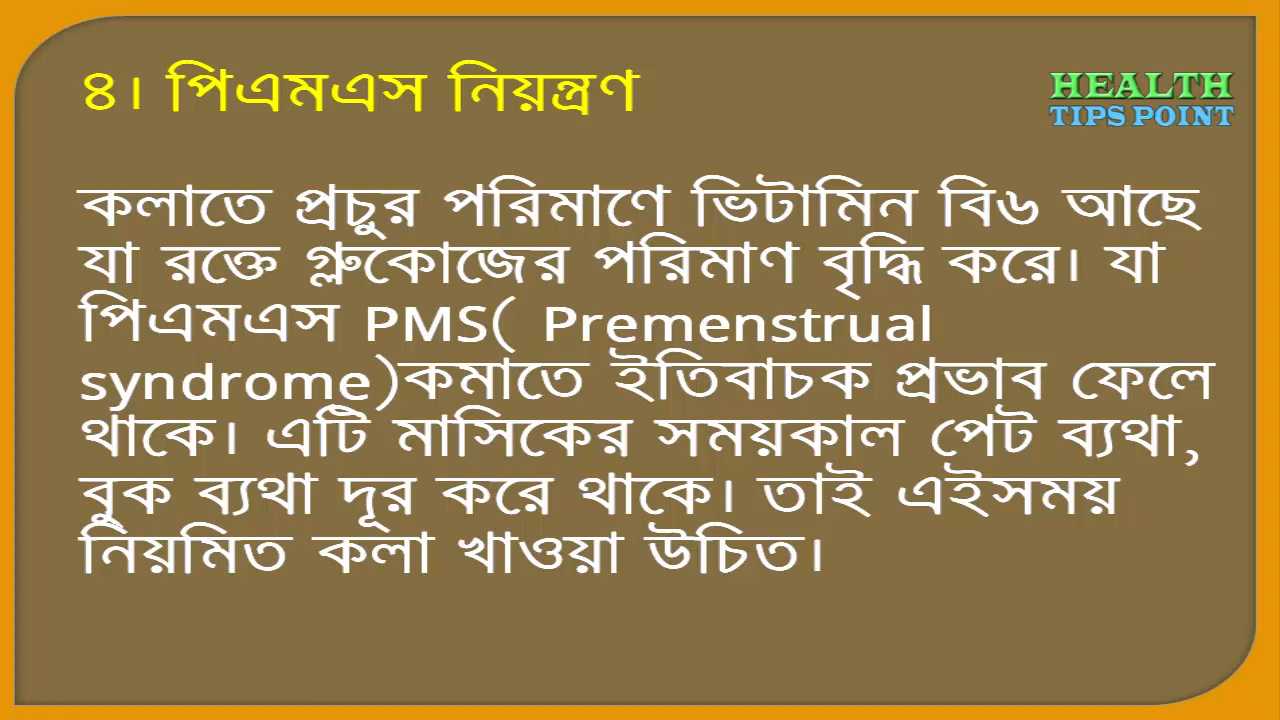 ৪। পিএমএস নিয়ন্ত্রণ
HEALTH
TIPS POINT
কলাতে প্রচুর পরিমাণে ভিটামিন বি৬ আছে
যা রক্তে গ্লুকোজের পরিমাণ বৃদ্ধি করে। যা
পিএমএস PMS( Premenstrual
syndrome)কমাতে ইতিবাচক প্রভাব ফেলে
থাকে। এটি মাসিকের সময়কাল পেট ব্যথা,
বুক ব্যথা দূর করে থাকে। তাই এইসময়
নিয়মিত কলা খাওয়া উচিত।